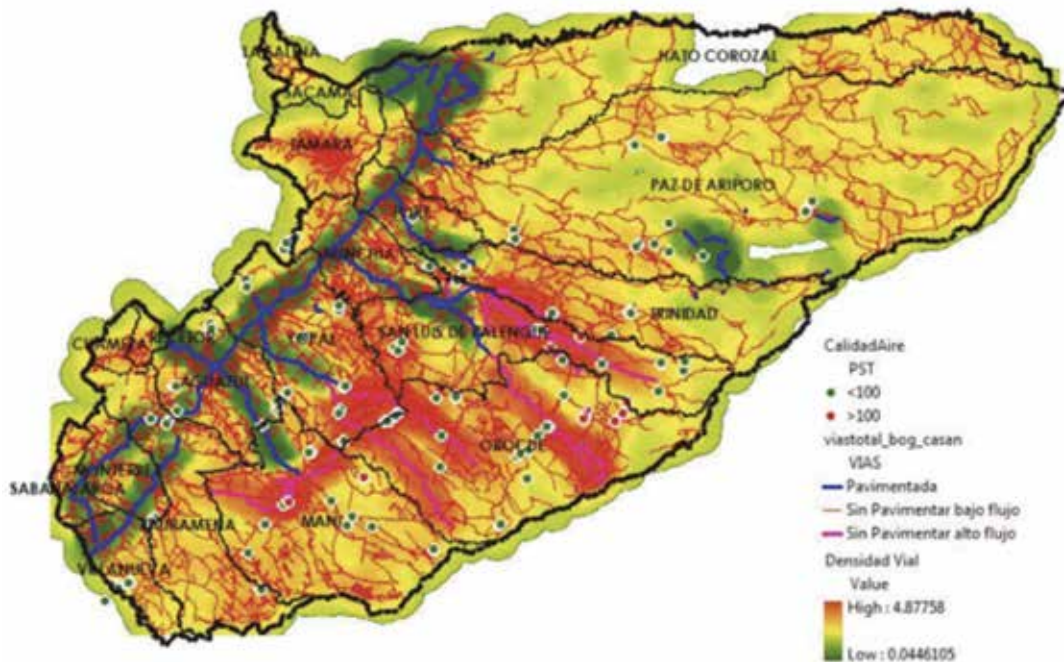 LA SALINA
HATO COROZAL
SACAMA
TAMARA
PAZ DE ARIPORO
PORE
NUNCHIA
TRINIDAD
SAN LUIS DE PALENQUE
YOPAL
RECETOR
CHAMEZA
AGUAZUL
OROCUE
MONTERREY
SABANALARGA
TAURAMENA
MANI
VILLANUEVA
CalidadAire
PST
<100
>100
viastotal_bog_casan
VIAS
Pavimentada
Sin Pavimentar bajo flujo
Sin Pavimentar alto flujo
Densidad Vial
Value
High : 4.87758
Low : 0.0446105